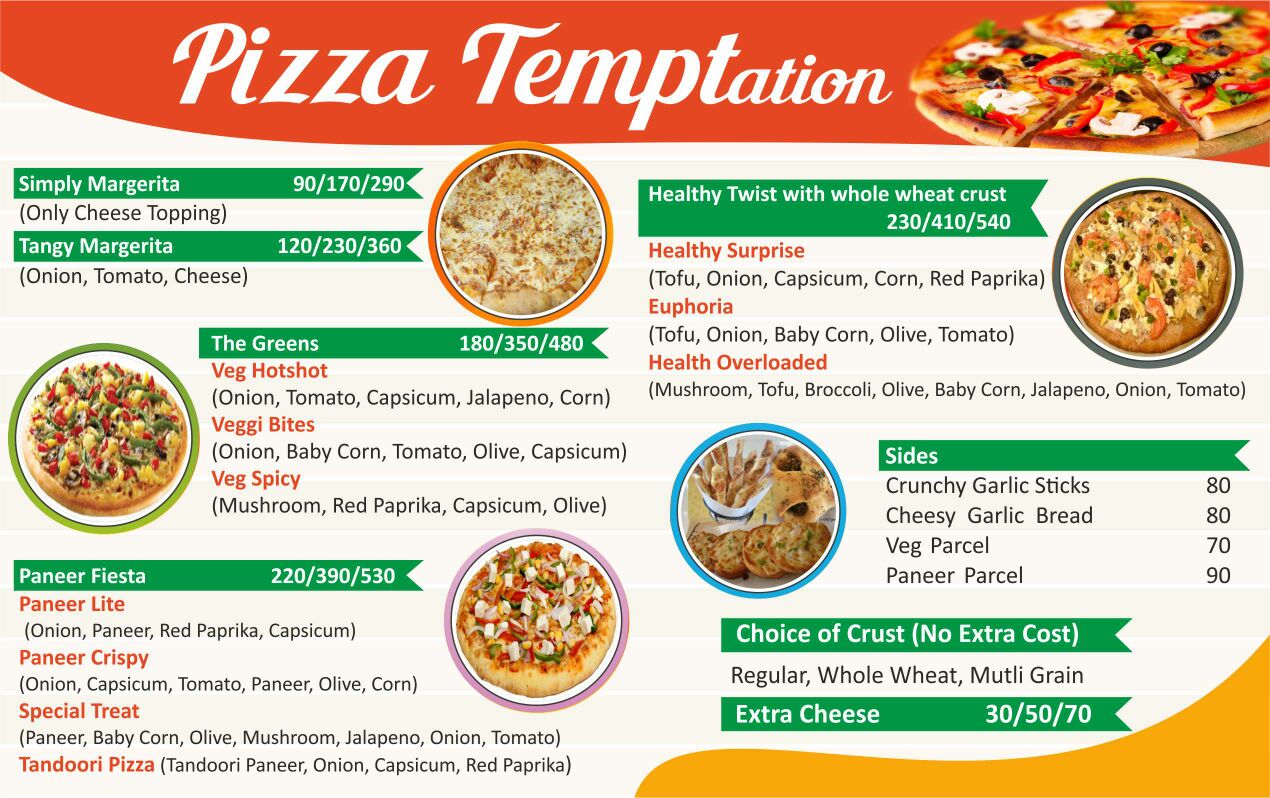 Pizza Temptation
Simply Margerita 90/170/290
(Only Cheese Topping)
Tangy Margerita 120/230/360
(Onion, Tomato, Cheese)
The Greens 180/350/480
Veg Hotshot
(Onion, Tomato, Capsicum, Jalapeno, Corn)
Veggi Bites
(Onion, Baby Corn, Tomato, Olive, Capsicum)
Veg Spicy
(Mushroom, Red Paprika, Capsicum, Olive)
Paneer Fiesta 220/390/530
Paneer Lite
(Onion, Paneer, Red Paprika, Capsicum)
Paneer Crispy
(Onion, Capsicum, Tomato, Paneer, Olive, Corn)
Special Treat
(Paneer, Baby Corn, Olive, Mushroom, Jalapeno, Onion, Tomato)
Tandoori Pizza (Tandoori Paneer, Onion, Capsicum, Red Paprika)
Healthy Twist with whole wheat crust
230/410/540
Healthy Surprise
(Tofu, Onion, Capsicum, Corn, Red Paprika)
Euphoria
(Tofu, Onion, Baby Corn, Olive, Tomato)
Health Overloaded
(Mushroom, Tofu, Broccoli, Olive, Baby Corn, Jalapeno, Onion, Tomato)
Sides
Crunchy Garlic Sticks 80
Cheesy Garlic Bread 80
Veg Parcel 70
Paneer Parcel 90
Choice of Crust (No Extra Cost)
Regular, Whole Wheat, Mutli Grain
Extra Cheese 30/50/70